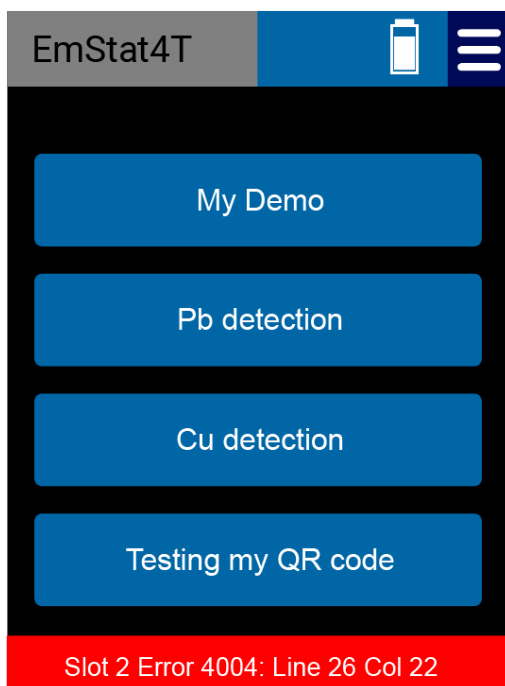 EmStat4T
My Demo
Pb detection
Cu detection
Testing my QR code
Slot 2 Error 4004: Line 26 Col 22